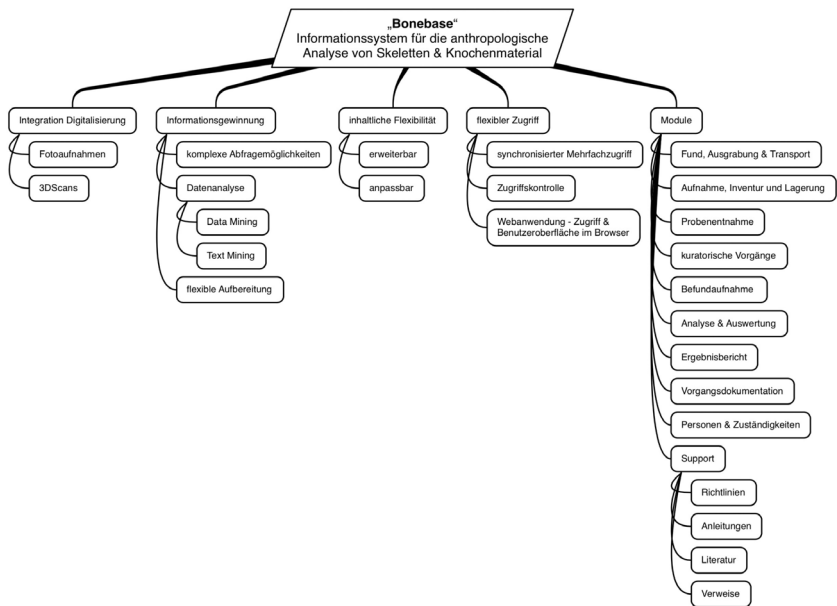 „Bonebase“
Informationssystem für die anthropologische
Analyse von Skeletten & Knochenmaterial
Integration Digitalisierung
Fotoaufnahmen
3DScans
Informationsgewinnung
komplexe Abfragemöglichkeiten
Datenanalyse
Data Mining
Text Mining
flexible Aufbereitung
inhaltliche Flexibilität
erweiterbar
anpassbar
flexibler Zugriff
synchronisierter Mehrfachzugriff
Zugriffskontrolle
Webanwendung - Zugriff &
Benutzeroberfläche im Browser
Module
Fund, Ausgrabung & Transport
Aufnahme, Inventur und Lagerung
Probenentnahme
kuratorische Vorgänge
Befundaufnahme
Analyse & Auswertung
Ergebnisbericht
Vorgangsdokumentation
Personen & Zuständigkeiten
Support
Richtlinien
Anleitungen
Literatur
Verweise